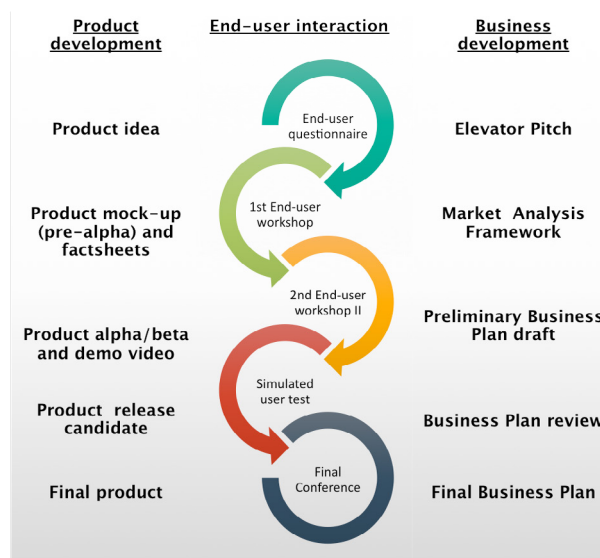 Product
development
End-user interaction
Business
development
Product idea
End-user
questionnaire
Elevator Pitch
Product mock-up
(pre-alpha) and
factsheets
1st End-user
workshop
Market Analysis
Framework
Product alpha/beta
and demo video
2nd End-user
workshop II
Preliminary Business
Plan draft
Product release
candidate
Simulated
user test
Business Plan review
Final product
Final
Conference
Final Business Plan